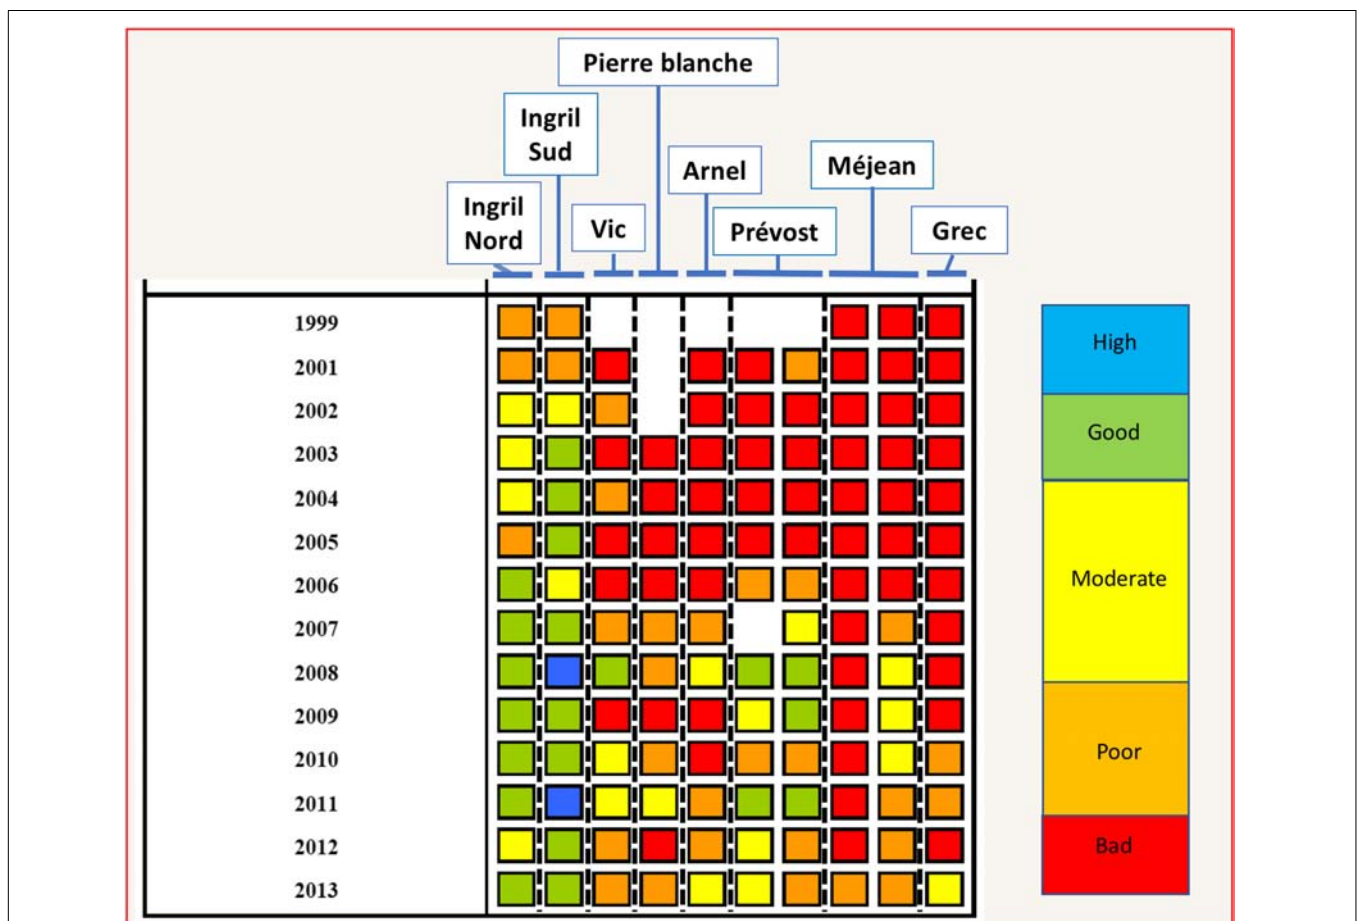 Pierre blanche
Ingril
Sud
Arnel
Méjean
Ingril
Nord
Vic
Prévost
Grec
1999
2001
2002
2003
2004
2005
2006
2007
2008
2009
2010
2011
2012
2013
High
Good
Moderate
Poor
Bad